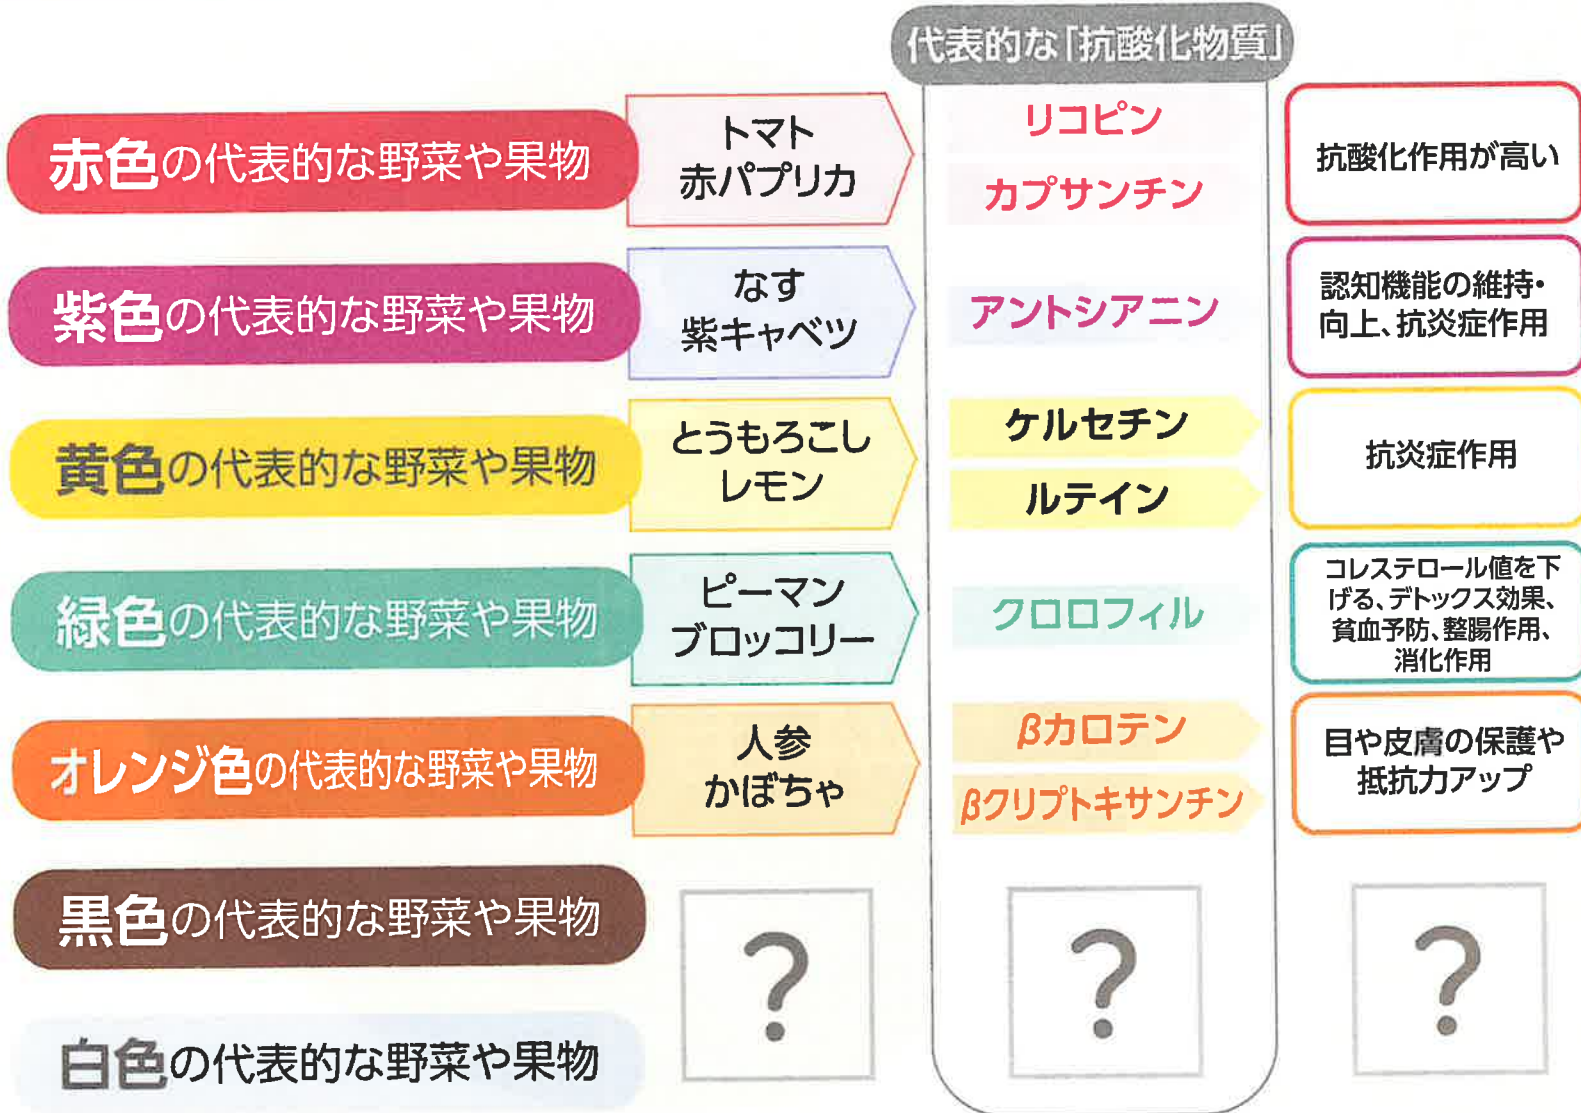 代表的な「抗酸化物質」
赤色の代表的な野菜や果物
トマト
赤パプリカ
リコピン
カプサンチン
抗酸化作用が高い
紫色の代表的な野菜や果物
なす
紫キャベツ
アントシアニン
認知機能の維持・
向上、抗炎症作用
黄色の代表的な野菜や果物
とうもろこし
レモン
ケルセチン
ルテイン
抗炎症作用
緑色の代表的な野菜や果物
ピーマン
ブロッコリー
クロロフィル
コレステロール値を下
げる、デトックス効果、
貧血予防、整腸作用、
消化作用
オレンジ色の代表的な野菜や果物
人参
かぼちゃ
βカロテン
βクリプトキサンチン
目や皮膚の保護や
抵抗力アップ
黒色の代表的な野菜や果物
?
?
?
白色の代表的な野菜や果物